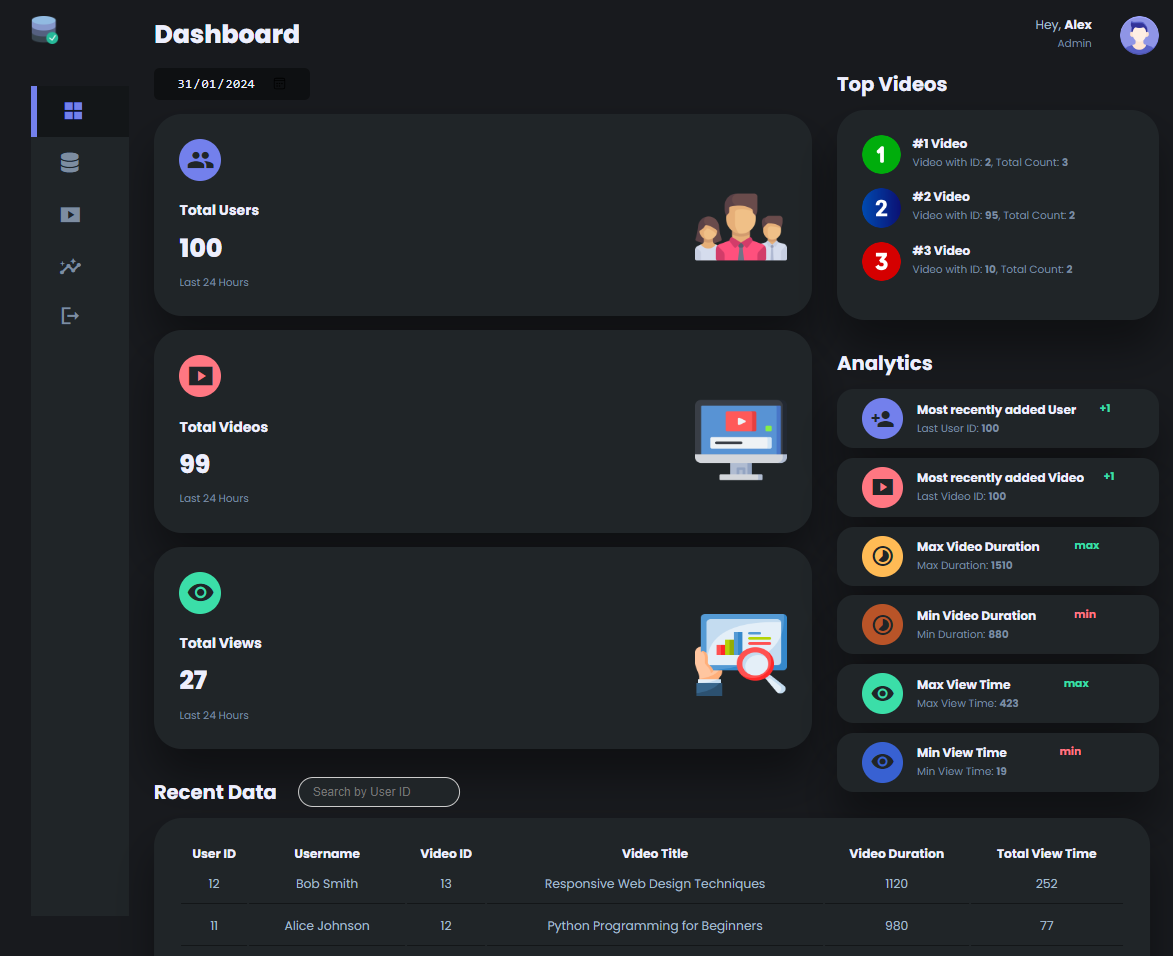 Dashboard
Hey, Alex
Admin
31/01/2024
Total Users
100
Last 24 Hours
Total Videos
99
Last 24 Hours
Total Views
27
Last 24 Hours
Top Videos
1
#1 Video
Video with ID: 2, Total Count: 3
2
#2 Video
Video with ID: 95, Total Count: 2
3
#3 Video
Video with ID: 10, Total Count: 2
Analytics
Most recently added User +1
Last User ID: 100
Most recently added Video +1
Last Video ID: 100
Max Video Duration max
Max Duration: 1510
Min Video Duration min
Min Duration: 880
Max View Time max
Max View Time: 423
Min View Time min
Min View Time: 19
Recent Data Search by User ID
User ID Username Video ID Video Title Video Duration Total View Time
12 Bob Smith 13 Responsive Web Design Techniques 1120 252
11 Alice Johnson 12 Python Programming for Beginners 980 77